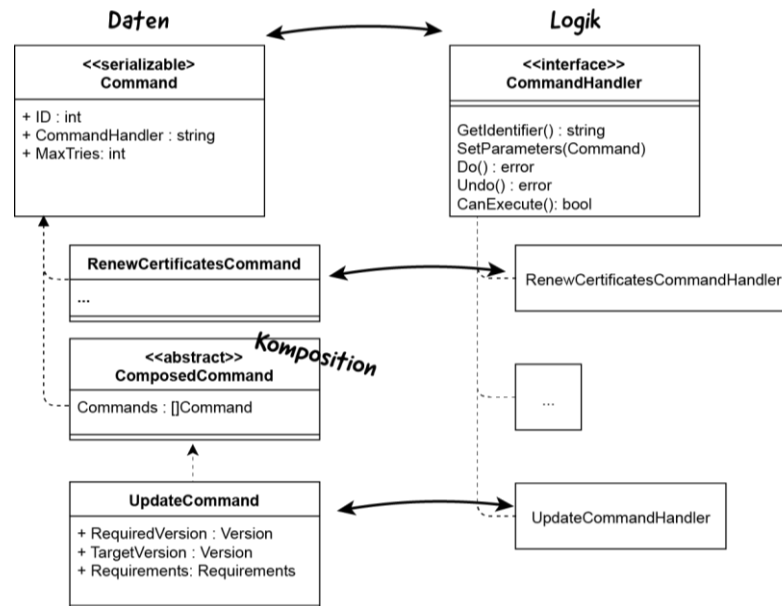 Daten
Logik
<<serializable>
Command
+ ID : int
+ CommandHandler : string
+ MaxTries: int
<<interface>>
CommandHandler
GetIdentifier() : string
SetParameters(Command)
Do() : error
Undo() : error
CanExecute(): bool
RenewCertificatesCommand
...
RenewCertificatesCommandHandler
<<abstract>>
ComposedCommand
Komposition
Commands : []Command
...
UpdateCommand
+ RequiredVersion : Version
+ TargetVersion : Version
+ Requirements: Requirements
UpdateCommandHandler